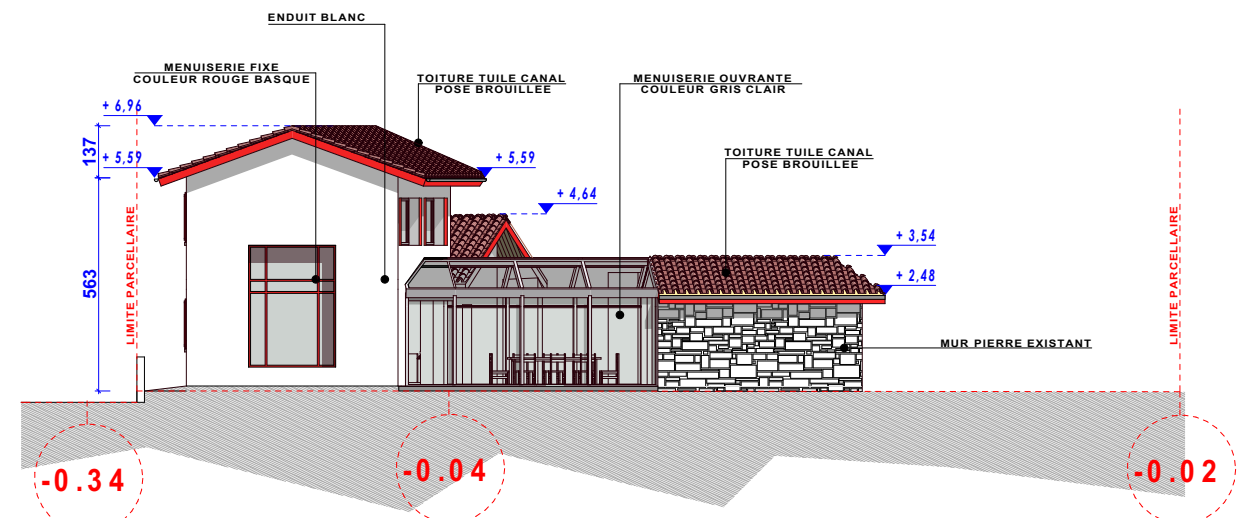 ENDUIT BLANC
MENUISERIE FIXE
COULEUR ROUGE BASQUE
TOITURE TUILE CANAL
POSE BROUILLEE
MENUISERIE OUVRANTE
COULEUR GRIS CLAIR
+ 6,96
137
+ 5,59
+ 5,59
TOITURE TUILE CANAL
POSE BROUILLEE
+ 4,64
LIMITE PARCELLAIRE
LIMITE PARCELLAIRE
+ 3,54
563
+ 2,48
MUR PIERRE EXISTANT
-0.34
-0.04
-0.02